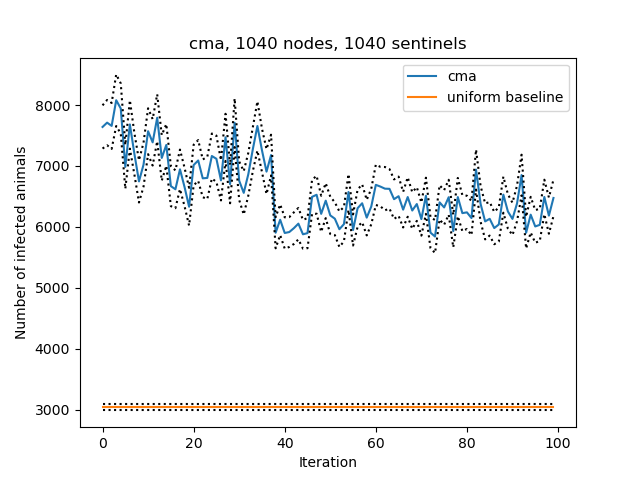 cma, 1040 nodes, 1040 sentinels
cma
uniform baseline
Number of infected animals
8000
7000
6000
5000
4000
3000
0 20 40 60 80 100
Iteration